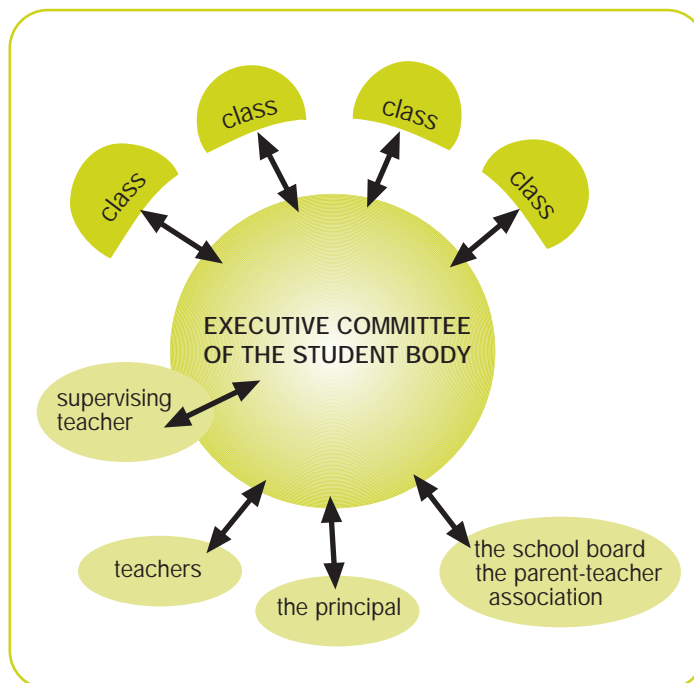 class
class
class
class
EXECUTIVE COMMITTEE
OF THE STUDENT BODY
supervising
teacher
teachers
the principal
the school board
the parent-teacher
association